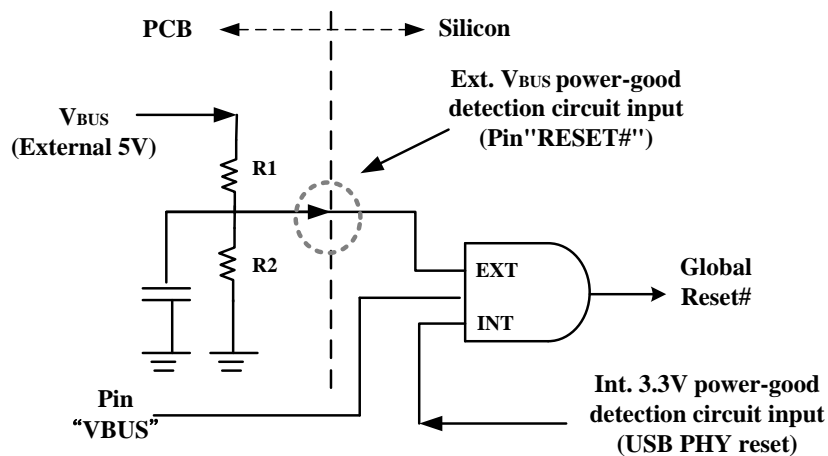 PCB
Silicon
Ext. VBUS power-good
detection circuit input
(Pin"RESET#")
VBUS
(External 5V)
R1
R2
EXT
INT
Global
Reset#
Pin
“VBUS”
Int. 3.3V power-good
detection circuit input
(USB PHY reset)